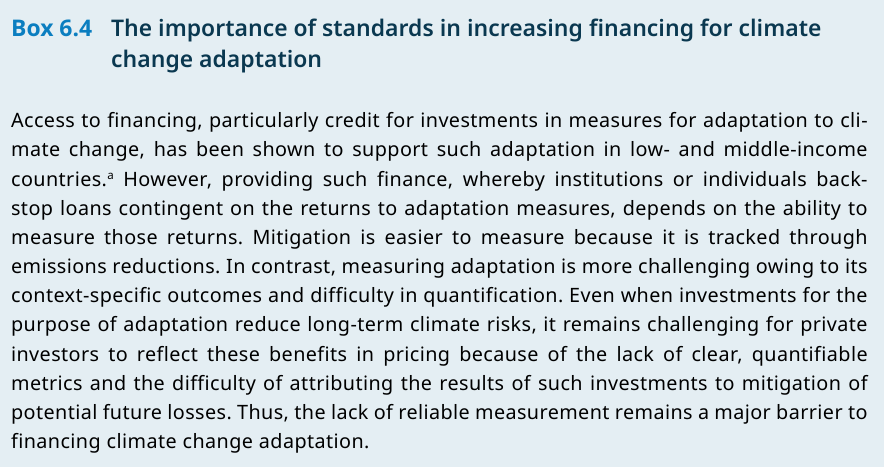 Box 6.4 The importance of standards in increasing financing for climate
change adaptation
Access to financing, particularly credit for investments in measures for adaptation to cli-
mate change, has been shown to support such adaptation in low- and middle-income
countries.ᵃ However, providing such finance, whereby institutions or individuals back-
stop loans contingent on the returns to adaptation measures, depends on the ability to
measure those returns. Mitigation is easier to measure because it is tracked through
emissions reductions. In contrast, measuring adaptation is more challenging owing to its
context-specific outcomes and difficulty in quantification. Even when investments for the
purpose of adaptation reduce long-term climate risks, it remains challenging for private
investors to reflect these benefits in pricing because of the lack of clear, quantifiable
metrics and the difficulty of attributing the results of such investments to mitigation of
potential future losses. Thus, the lack of reliable measurement remains a major barrier to
financing climate change adaptation.